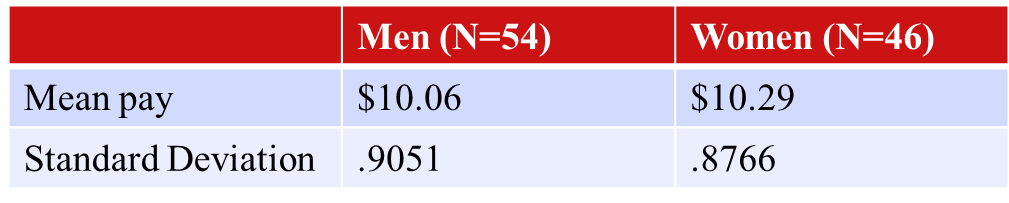 Men (N=54) Women (N=46)
Mean pay $10.06 $10.29
Standard Deviation .9051 .8766